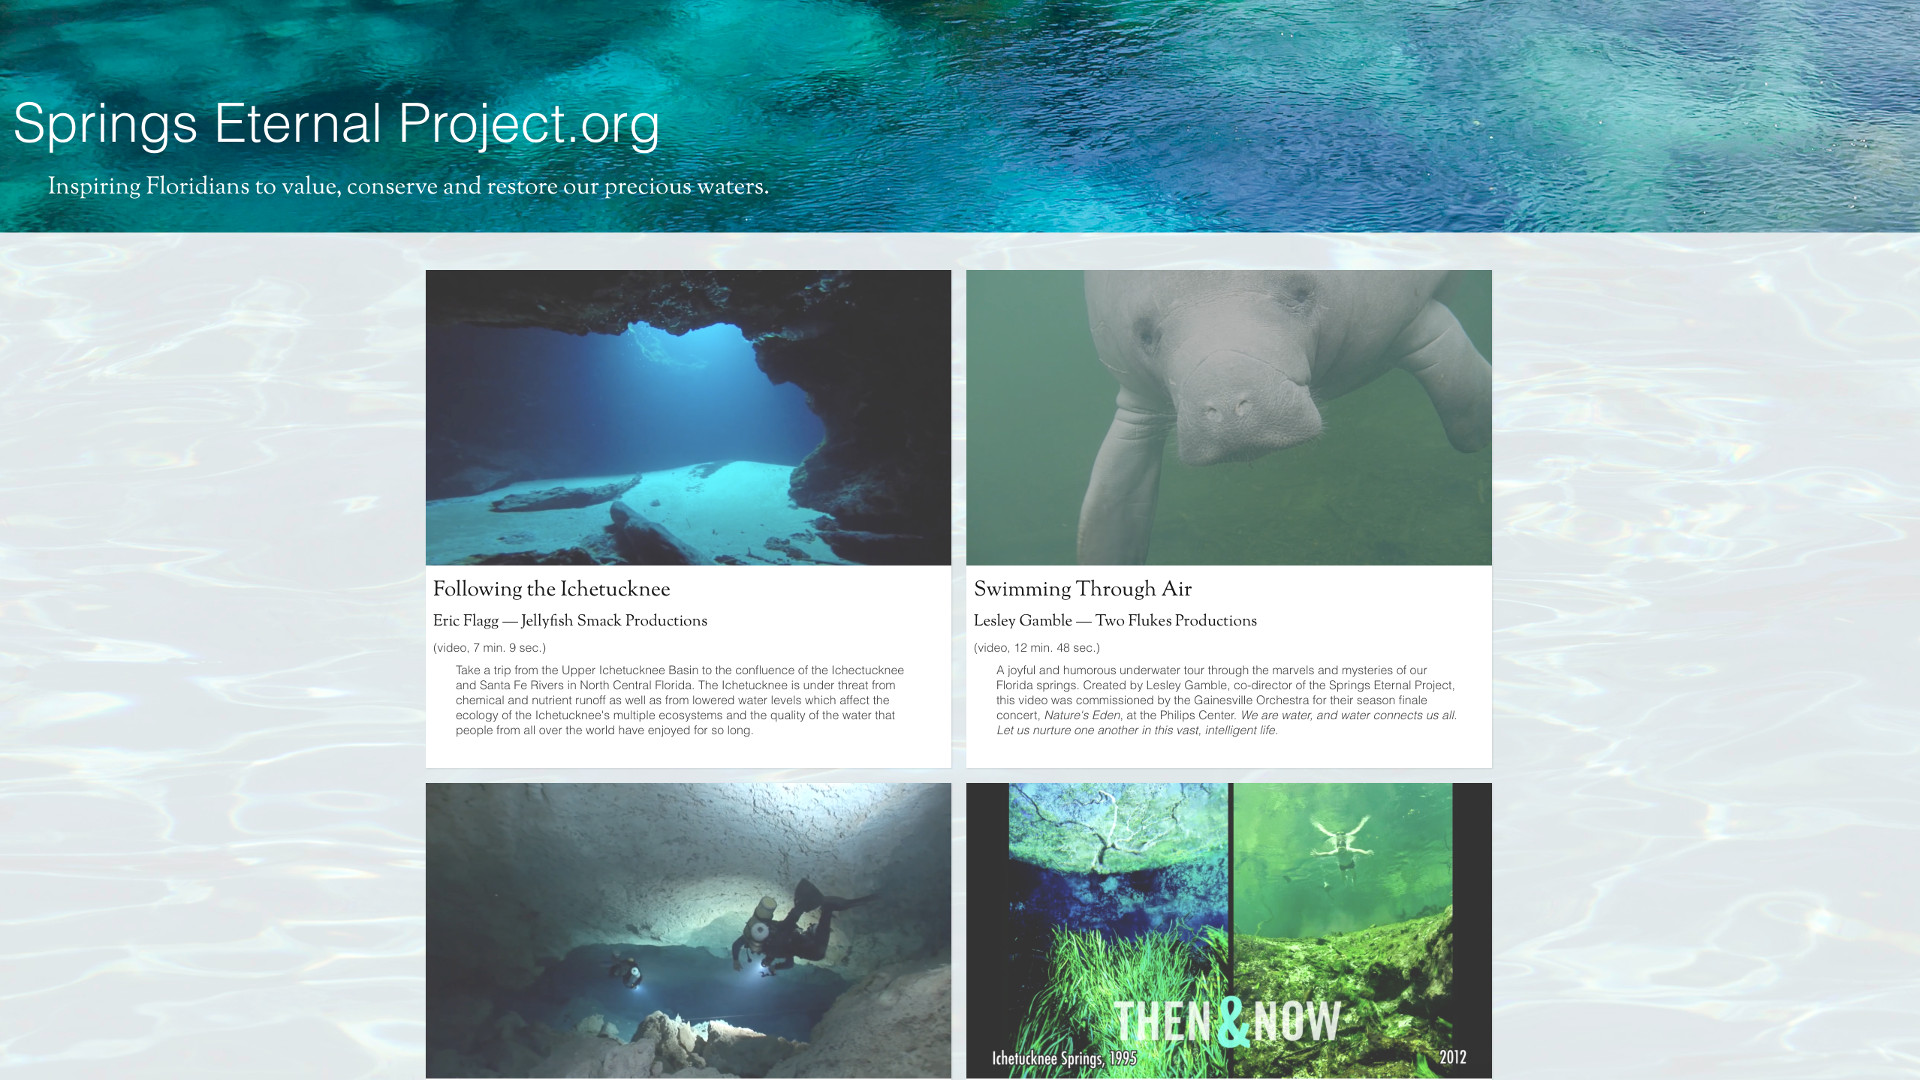 Springs Eternal Project.org
Inspiring Floridians to value, conserve and restore our precious waters.
Following the Ichetucknee
Eric Flagg — Jellyfish Smack Productions
(video, 7 min. 9 sec.)
Take a trip from the Upper Ichetucknee Basin to the confluence of the Ichectucknee
and Santa Fe Rivers in North Central Florida. The Ichetucknee is under threat from
chemical and nutrient runoff as well as from lowered water levels which affect the
ecology of the Ichetucknee's multiple ecosystems and the quality of the water that
people from all over the world have enjoyed for so long.
Swimming Through Air
Lesley Gamble — Two Flukes Productions
(video, 12 min. 48 sec.)
A joyful and humorous underwater tour through the marvels and mysteries of our
Florida springs. Created by Lesley Gamble, co-director of the Springs Eternal Project,
this video was commissioned by the Gainesville Orchestra for their season finale
concert, Nature's Eden, at the Philips Center. We are water, and water connects us all.
Let us nurture one another in this vast, intelligent life.
THEN & NOW
Ichetucknee Springs, 1995
2012